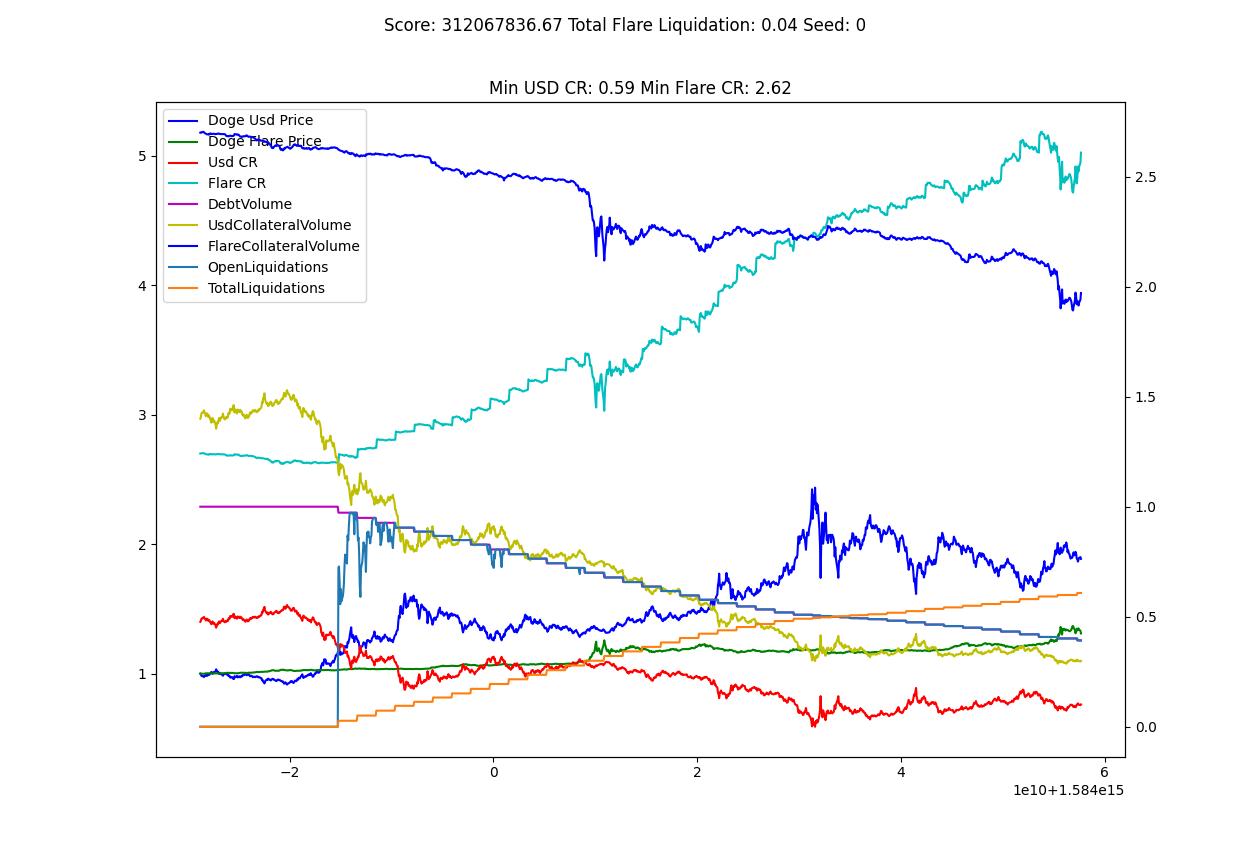 Score: 312067836.67 Total Flare Liquidation: 0.04 Seed: 0
Min USD CR: 0.59 Min Flare CR: 2.62
Doge Usd Price
Doge Flare Price
Usd CR
Flare CR
DebtVolume
UsdCollateralVolume
FlareCollateralVolume
OpenLiquidations
TotalLiquidations
5
4
3
2
1
2.5
2.0
1.5
1.0
0.5
0.0
−2 0 2 4 6
1e10+1.584e15